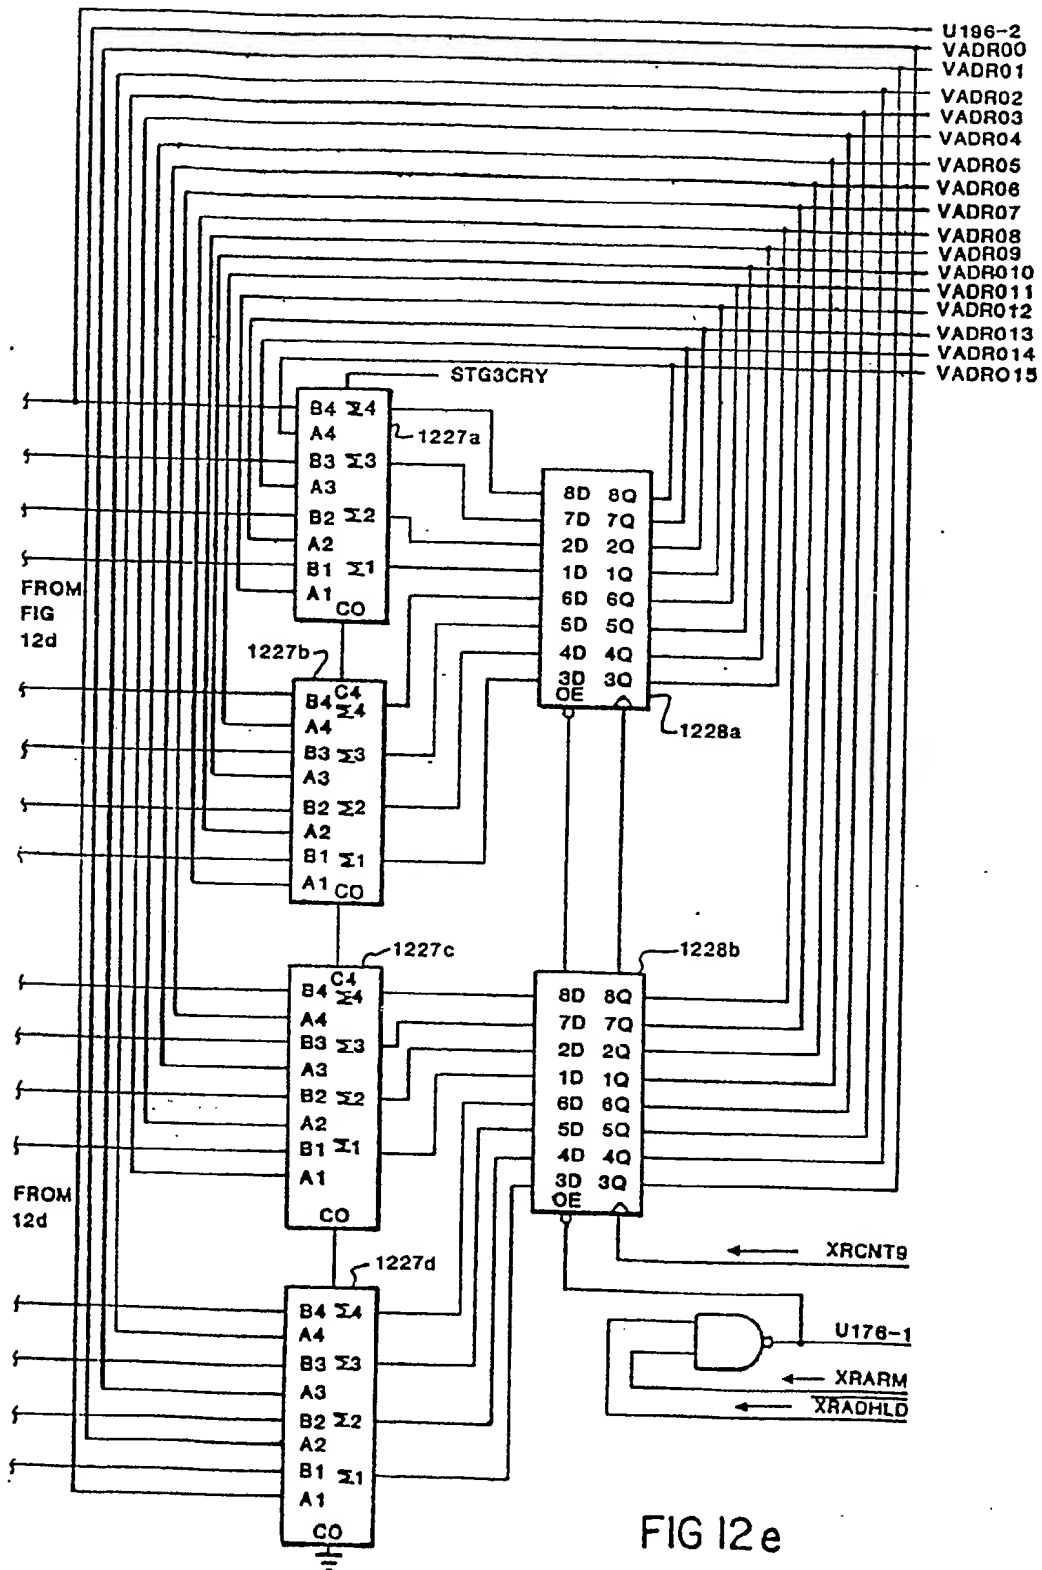 U196-2
VADR00
VADR01
VADR02
VADR03
VADR04
VADR05
VADR06
VADR07
VADR08
VADR09
VADR010
VADR011
VADR012
VADR013
VADR014
VADRO15
STG3CRY
B4 Σ4
A4
1227a
B3 Σ3
A3
B2 Σ2
A2
B1 Σ1
A1
CO
FROM
FIG
12d
8D 8Q
7D 7Q
2D 2Q
1D 1Q
6D 6Q
5D 5Q
4D 4Q
3D 3Q
OE
1228a
1227b
C4
B4 Σ4
A4
B3 Σ3
A3
B2 Σ2
A2
B1 Σ1
A1
CO
1227c
C4
B4 Σ4
A4
B3 Σ3
A3
B2 Σ2
A2
B1 Σ1
A1
CO
1228b
8D 8Q
7D 7Q
2D 2Q
1D 1Q
6D 6Q
5D 5Q
4D 4Q
3D 3Q
OE
FROM
12d
XRCNT9
1227d
B4 Σ4
A4
B3 Σ3
A3
B2 Σ2
A2
B1 Σ1
A1
CO
U176-1
XRARM
XRADHLD
FIG 12e